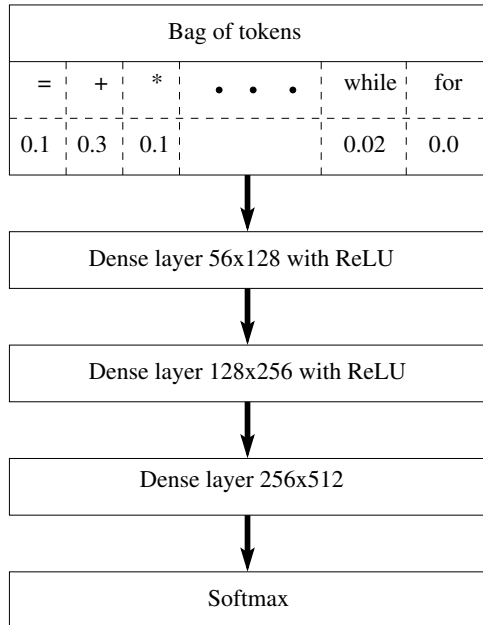 Bag of tokens
= + * . . . while for
0.1 0.3 0.1 0.02 0.0
Dense layer 56x128 with ReLU
Dense layer 128x256 with ReLU
Dense layer 256x512
Softmax